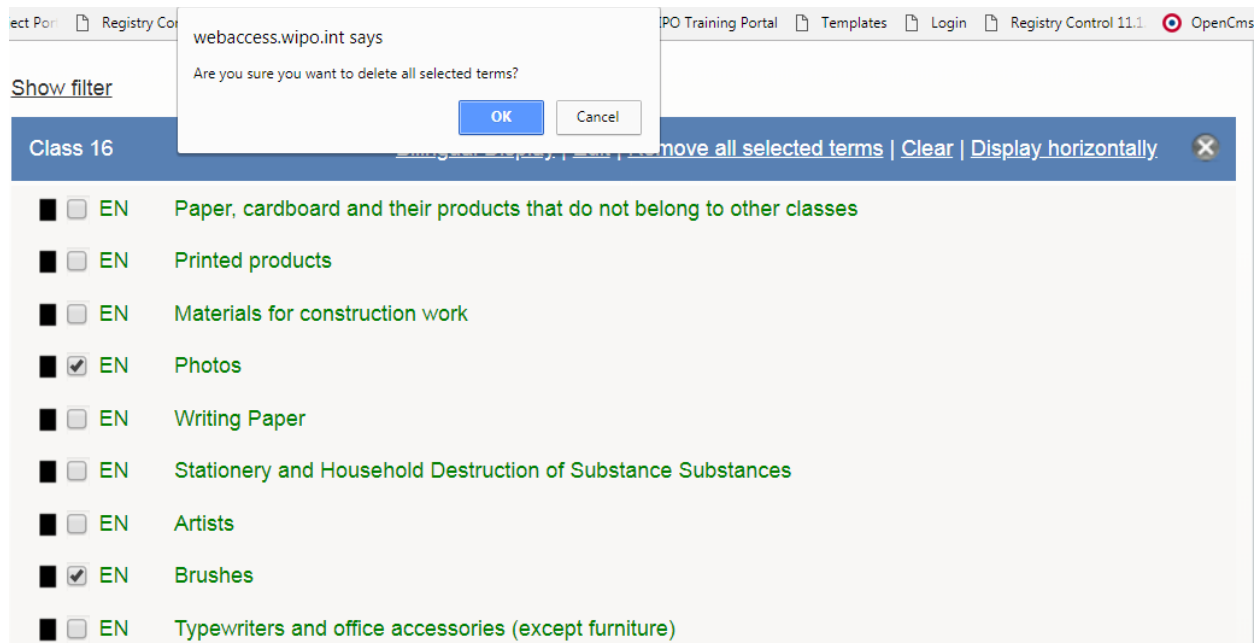 ect Por Registry Co PO Training Portal Templates Login Registry Control 11.1 OpenCms
webaccess.wipo.int says
Are you sure you want to delete all selected terms?
OK Cancel
Show filter
Class 16 move all selected terms | Clear | Display horizontally
EN Paper, cardboard and their products that do not belong to other classes
EN Printed products
EN Materials for construction work
EN Photos
EN Writing Paper
EN Stationery and Household Destruction of Substance Substances
EN Artists
EN Brushes
EN Typewriters and office accessories (except furniture)